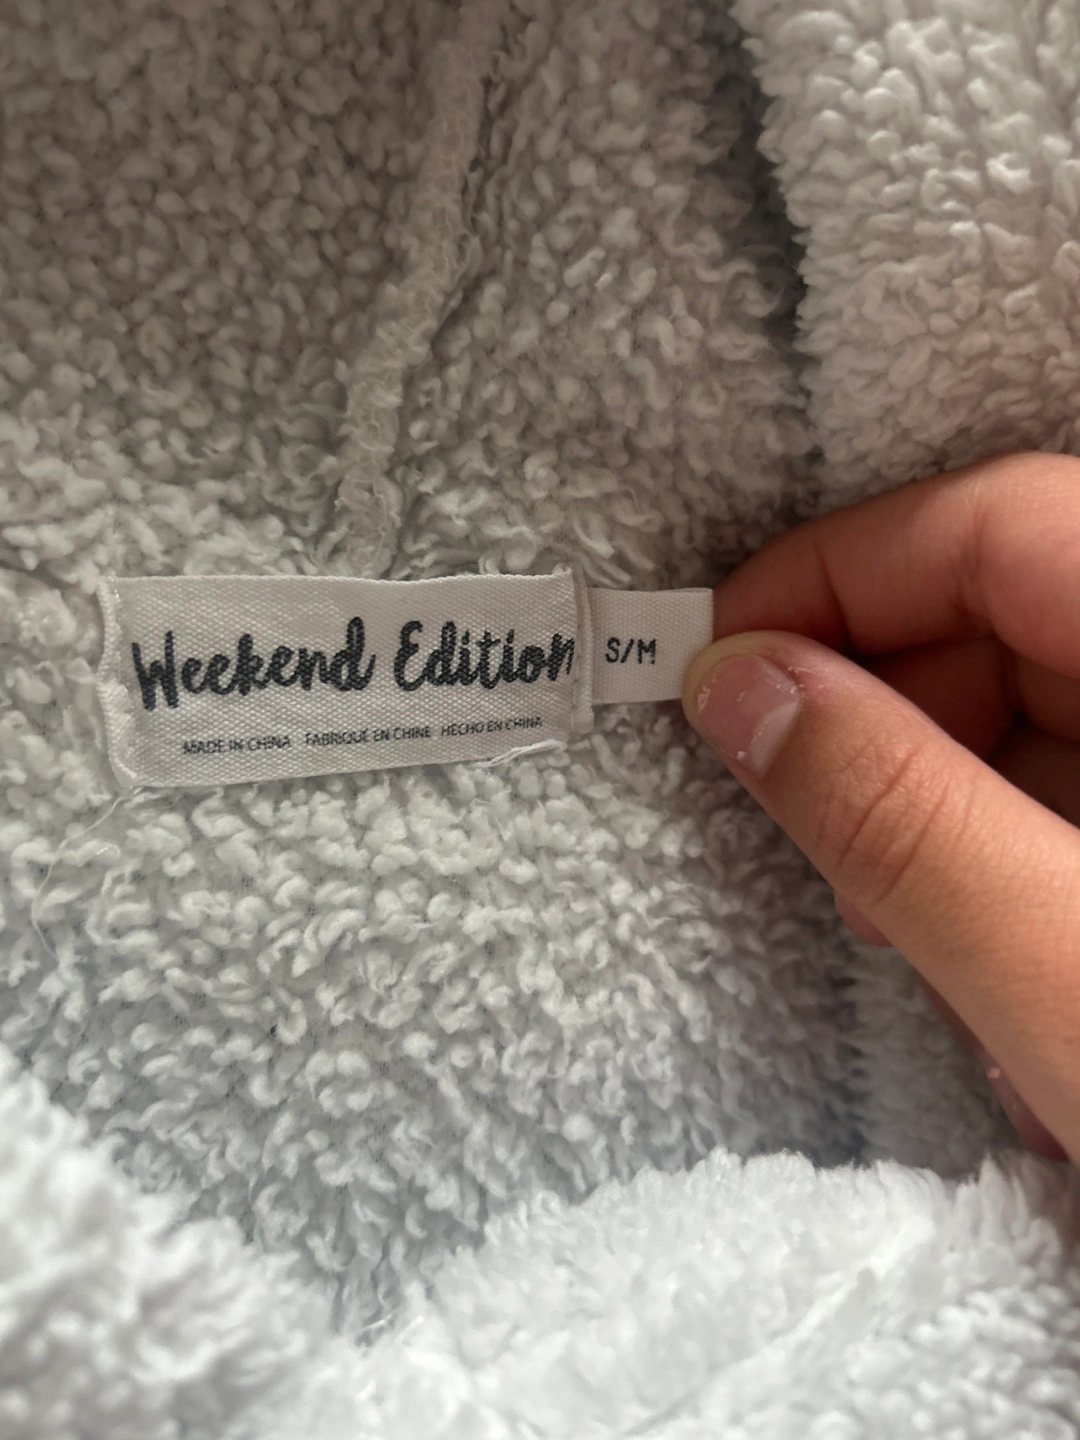 Weekend Edition
S/M
MADE IN CHINA FABRIQUÉ EN CHINE HECHO EN CHINA